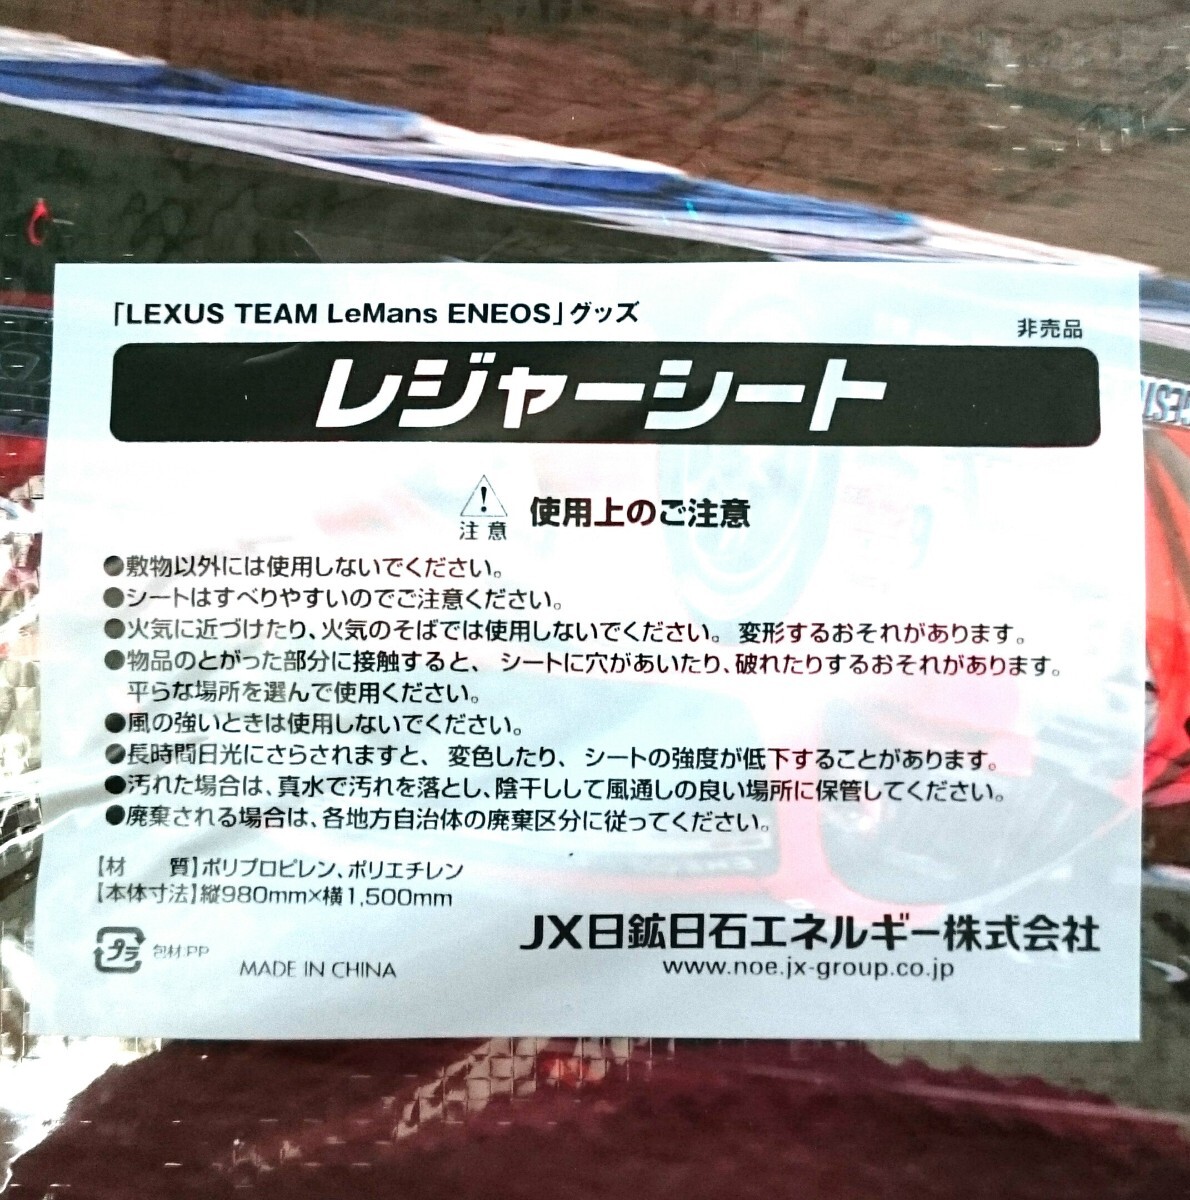 「LEXUS TEAM LeMans ENEOS」グッズ
非売品
レジャーシート
注意
使用上のご注意
●敷物以外には使用しないでください。
●シートはすべりやすいのでご注意ください。
●火気に近づけたり、火気のそばでは使用しないでください。変形するおそれがあります。
●物品のとがった部分に接触すると、シートに穴があいたり、破れたりするおそれがあります。
平らな場所を選んで使用ください。
●風の強いときは使用しないでください。
●長時間日光にさらされますと、変色したり、シートの強度が低下することがあります。
●汚れた場合は、真水で汚れを落とし、陰干しして風通しの良い場所に保管してください。
●廃棄される場合は、各地方自治体の廃棄区分に従ってください。
【材　質】ポリプロピレン、ポリエチレン
【本体寸法】縦980mm×横1,500mm
プラ
包材:PP
MADE IN CHINA
JX日鉱日石エネルギー株式会社
www.noe.jx-group.co.jp